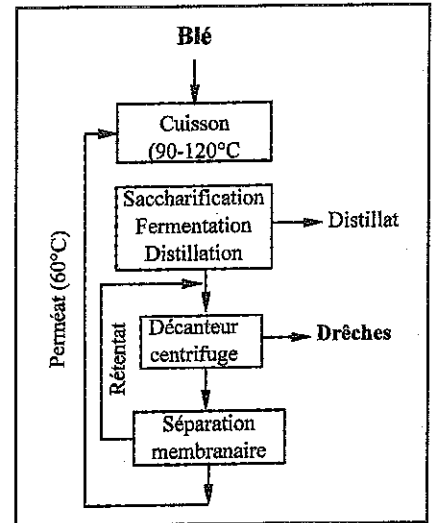 Blé
Cuisson
(90-120°C
Saccharification
Fermentation
Distillation
Distillat
Perméat (60°C)
Rétentat
Décanteur
centrifuge
Drêches
Séparation
membranaire